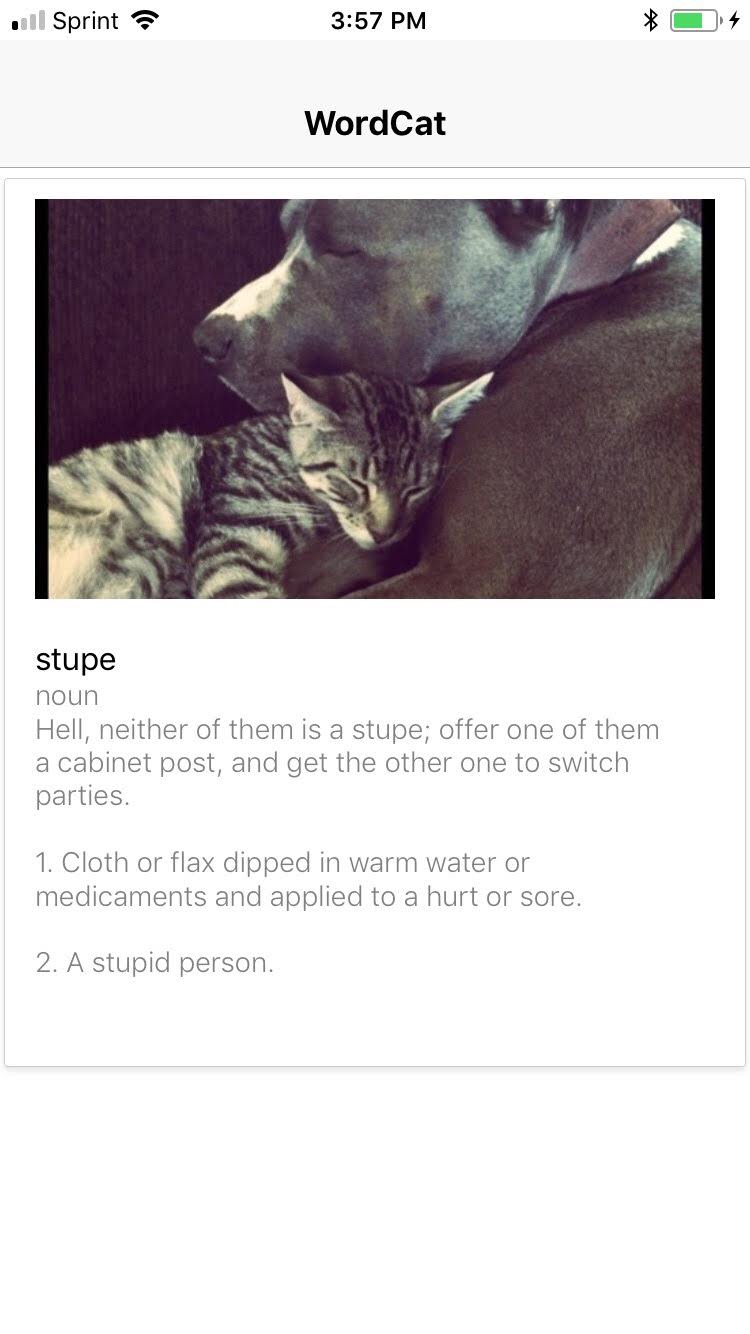 Sprint 3:57 PM
WordCat
stupe
noun
Hell, neither of them is a stupe; offer one of them
a cabinet post, and get the other one to switch
parties.
1. Cloth or flax dipped in warm water or
medicaments and applied to a hurt or sore.
2. A stupid person.